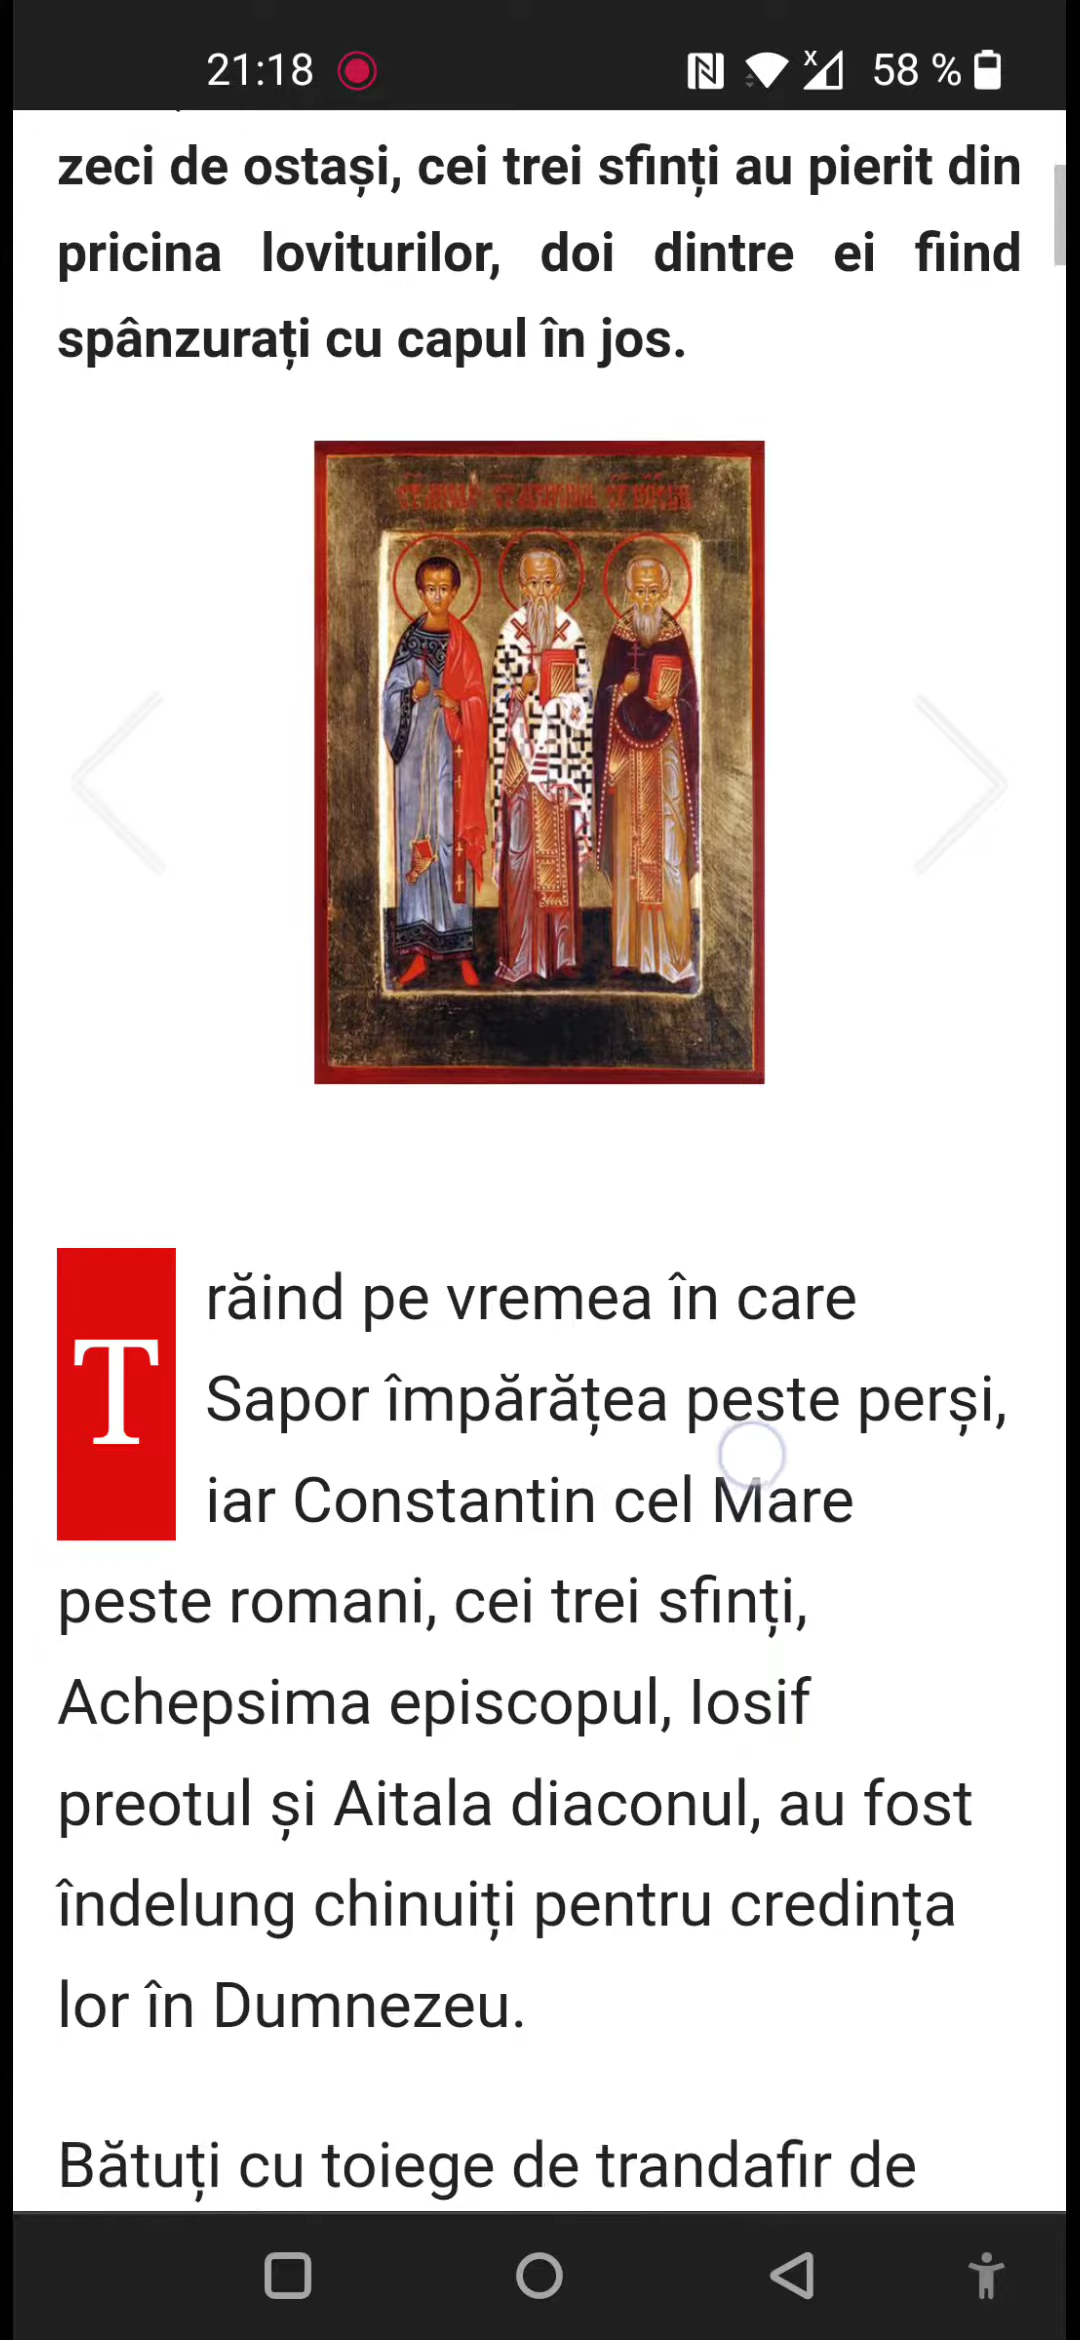 21:18
58 %
zeci de ostași, cei trei sfinți au pierit din
pricina loviturilor, doi dintre ei fiind
spânzurați cu capul în jos.
Trăind pe vremea în care
Sapor împărățea peste perși,
iar Constantin cel Mare
peste romani, cei trei sfinți,
Achepsima episcopul, Iosif
preotul și Aitala diaconul, au fost
îndelung chinuiți pentru credința
lor în Dumnezeu.
Bătuți cu toiege de trandafir de